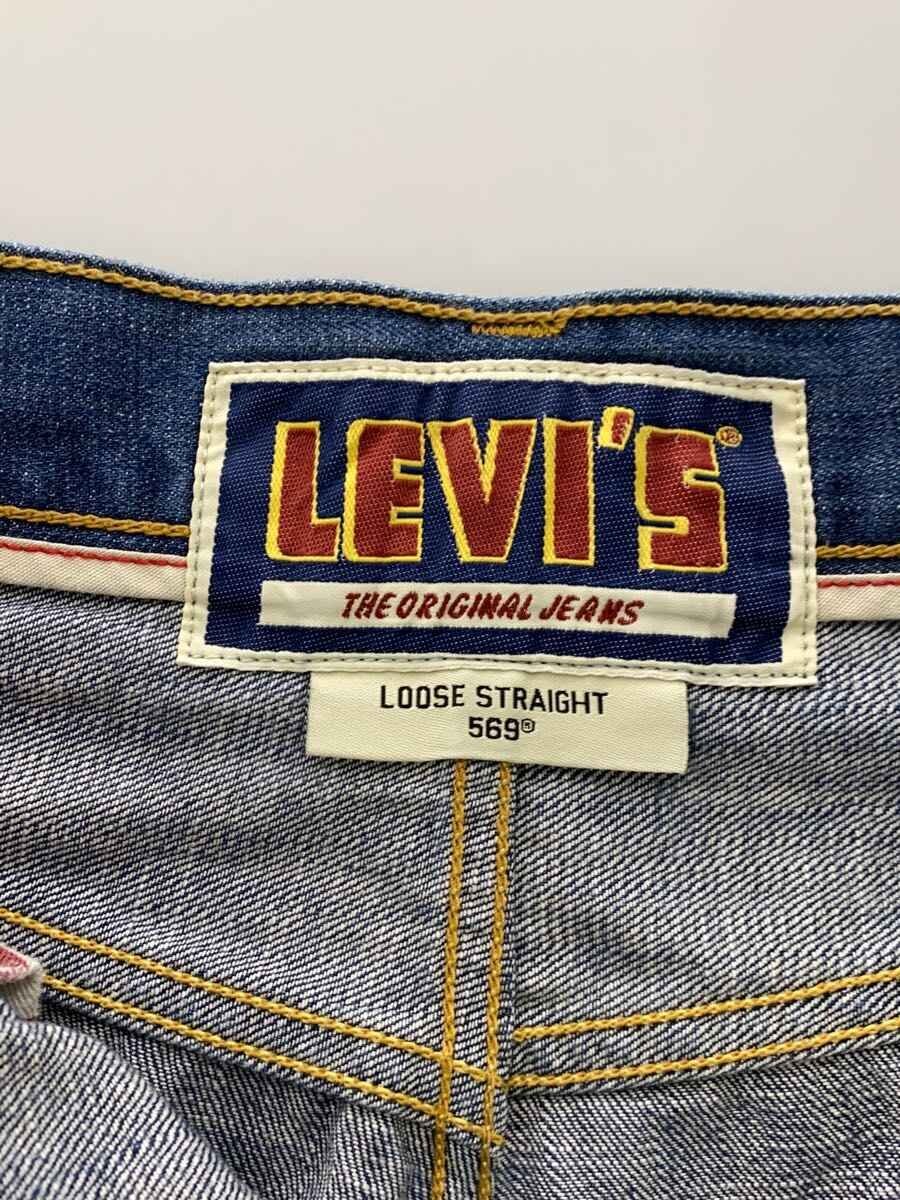 LEVI'S®
THE ORIGINAL JEANS
LOOSE STRAIGHT
569®